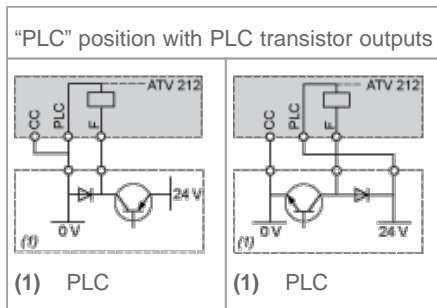 “PLC” position with PLC transistor outputs
ATV 212
CC
PLC
F
24 V
0 V
(1)
(1) PLC
ATV 212
CC
PLC
F
0 V
24 V
(1)
(1) PLC